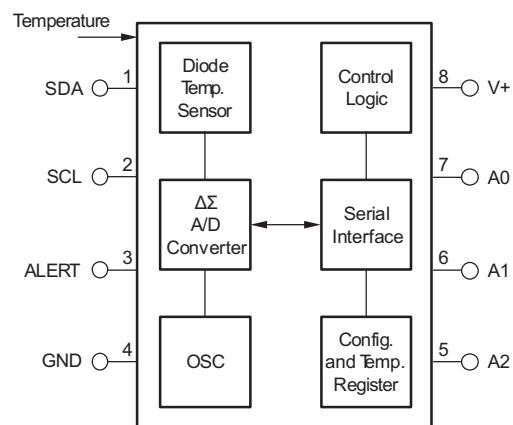 Temperature
1
SDA
2
SCL
3
ALERT
4
GND
Diode
Temp.
Sensor
ΔΣ
A/D
Converter
OSC
Control
Logic
Serial
Interface
Config.
and Temp.
Register
8
V+
7
A0
6
A1
5
A2